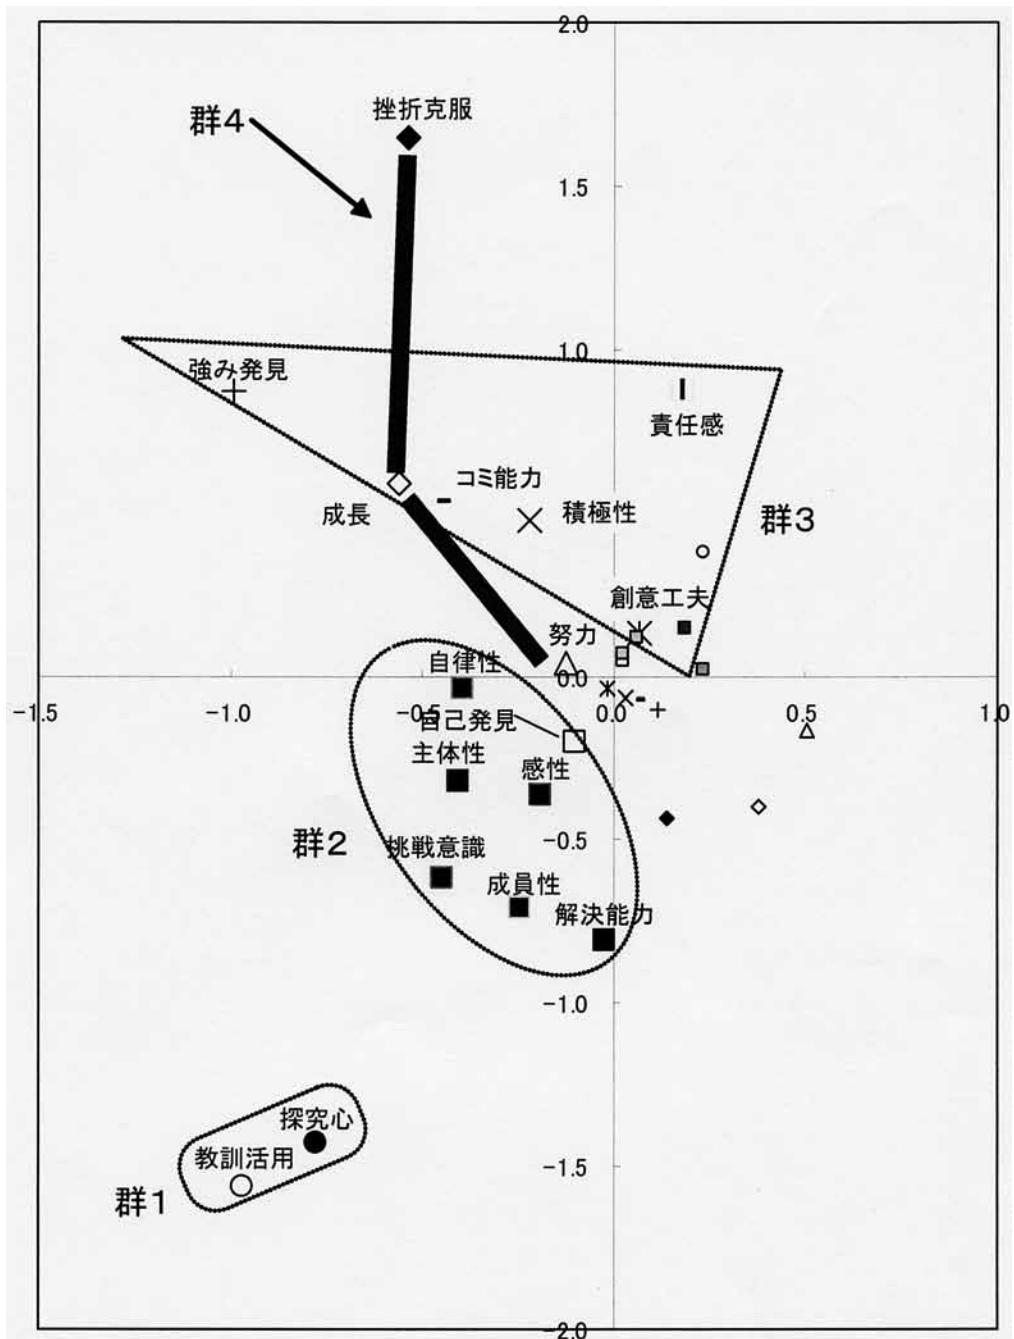 2.0
挫折克服
群4
1.5
1.0
強み発見
責任感
コミ能力
成長
積極性
群3
創意工夫
努力
自律性
0.0
-1.5
-1.0
-0.5
0.0
0.5
1.0
自己発見
主体性
感性
群2
-0.5
挑戦意識
成員性
解決能力
-1.0
探究心
教訓活用
-1.5
群1
-2.0